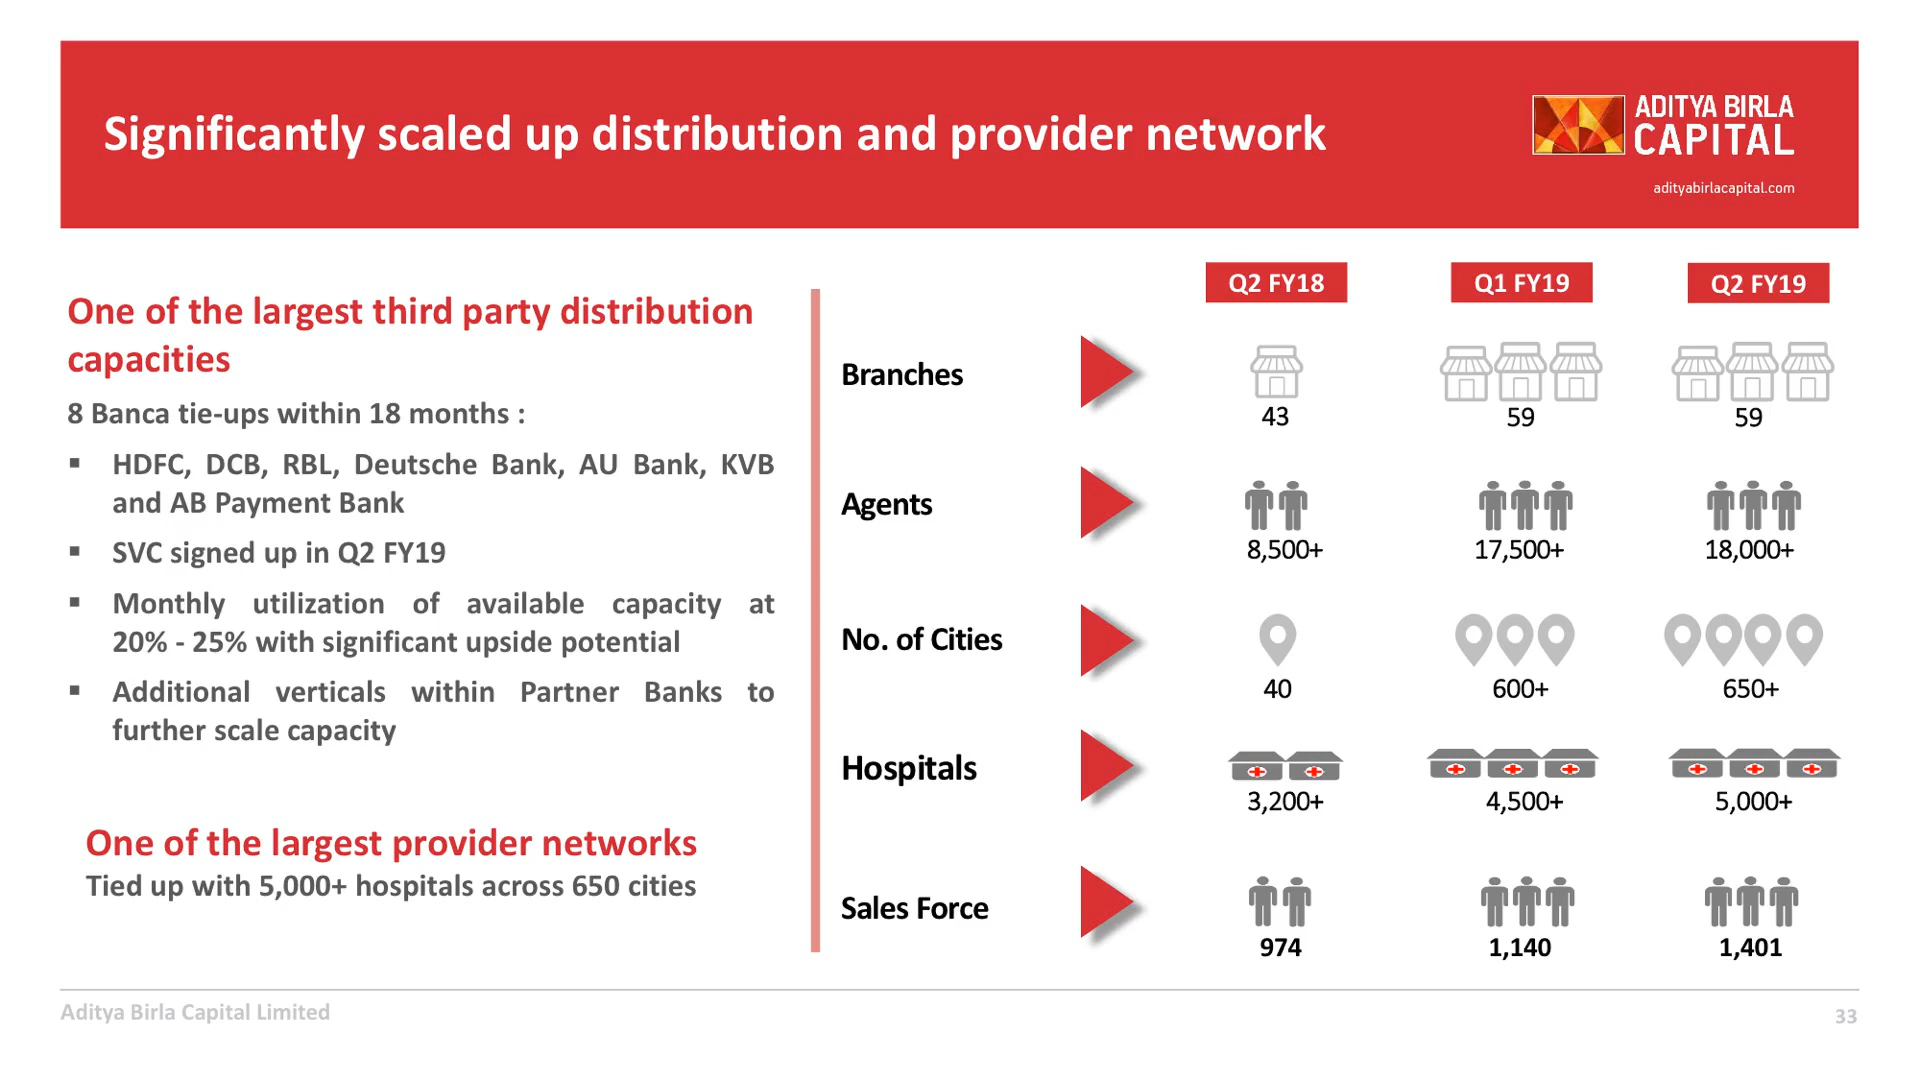 Significantly scaled up distribution and provider network
ADITYA BIRLA
CAPITAL
adityabirlacapital.com
One of the largest third party distribution
capacities
8 Banca tie-ups within 18 months :
▪ HDFC, DCB, RBL, Deutsche Bank, AU Bank, KVB
and AB Payment Bank
▪ SVC signed up in Q2 FY19
▪ Monthly utilization of available capacity at
20% - 25% with significant upside potential
▪ Additional verticals within Partner Banks to
further scale capacity
One of the largest provider networks
Tied up with 5,000+ hospitals across 650 cities
Q2 FY18 Q1 FY19 Q2 FY19
Branches 43 59 59
Agents 8,500+ 17,500+ 18,000+
No. of Cities 40 600+ 650+
Hospitals 3,200+ 4,500+ 5,000+
Sales Force 974 1,140 1,401
Aditya Birla Capital Limited
33